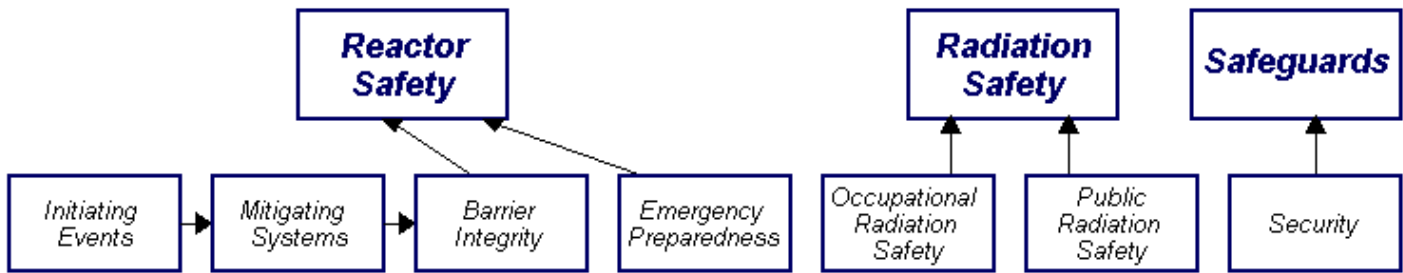 Reactor
Safety
Radiation
Safety
Safeguards
Initiating
Events
Mitigating
Systems
Barrier
Integrity
Emergency
Preparedness
Occupational
Radiation
Safety
Public
Radiation
Safety
Security